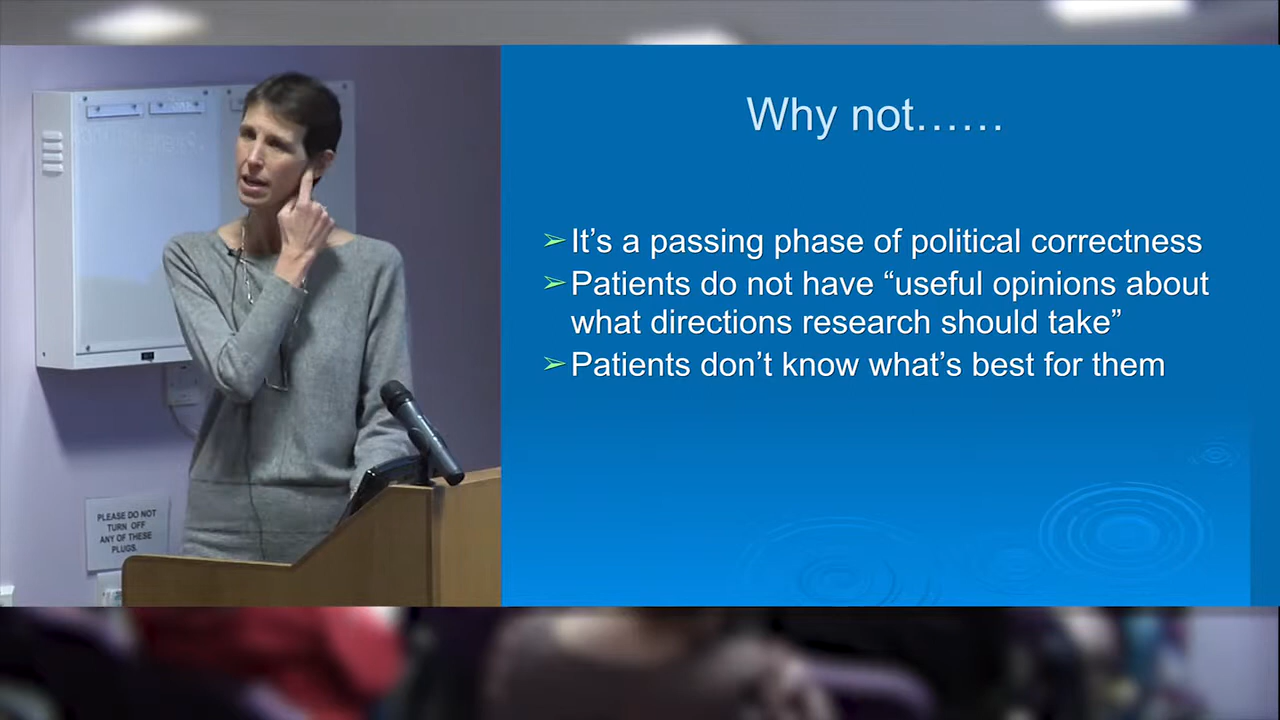 Why not……
➢It’s a passing phase of political correctness
➢Patients do not have “useful opinions about
what directions research should take”
➢Patients don’t know what’s best for them
PLEASE DO NOT
TURN OFF
ANY OF THESE
PLUGS.